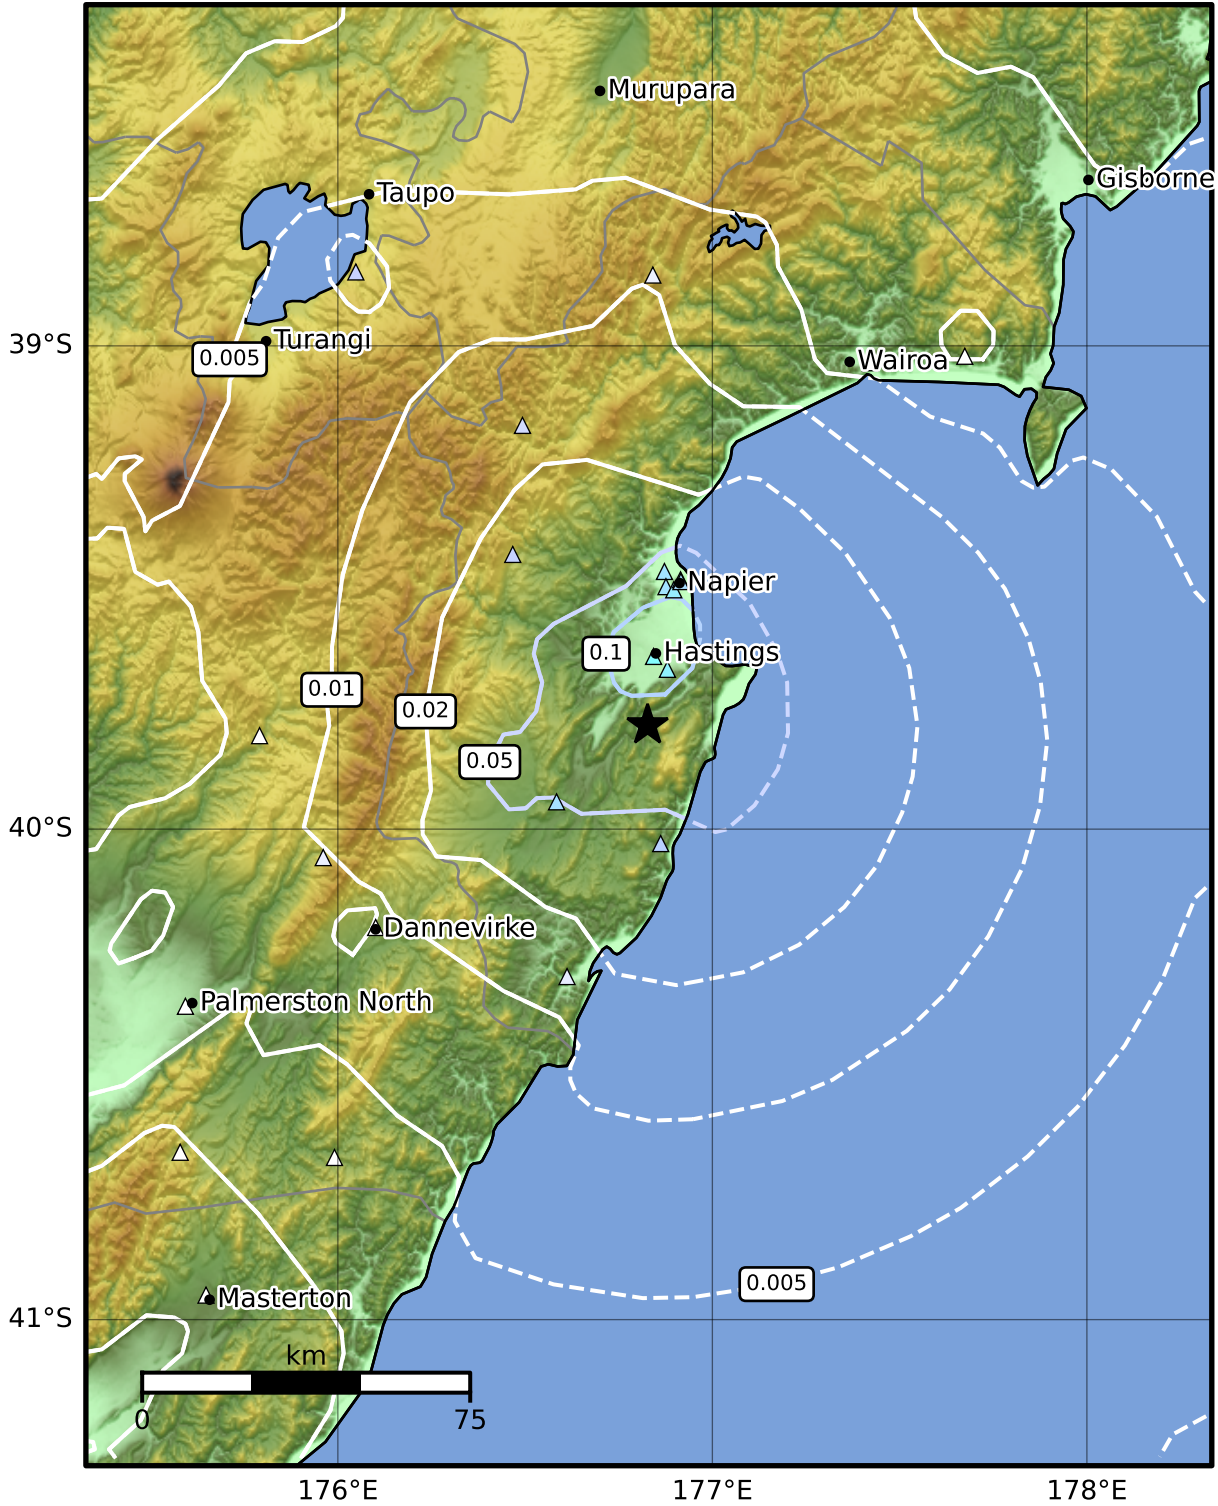 Murupara
Gisborne
Taupo
Turangi
39°S
0.005
Wairoa
Napier
0.1
Hastings
0.01
0.02
0.05
40°S
Dannevirke
Palmerston North
0.005
Masterton
41°S
km
0
75
176°E
177°E
178°E